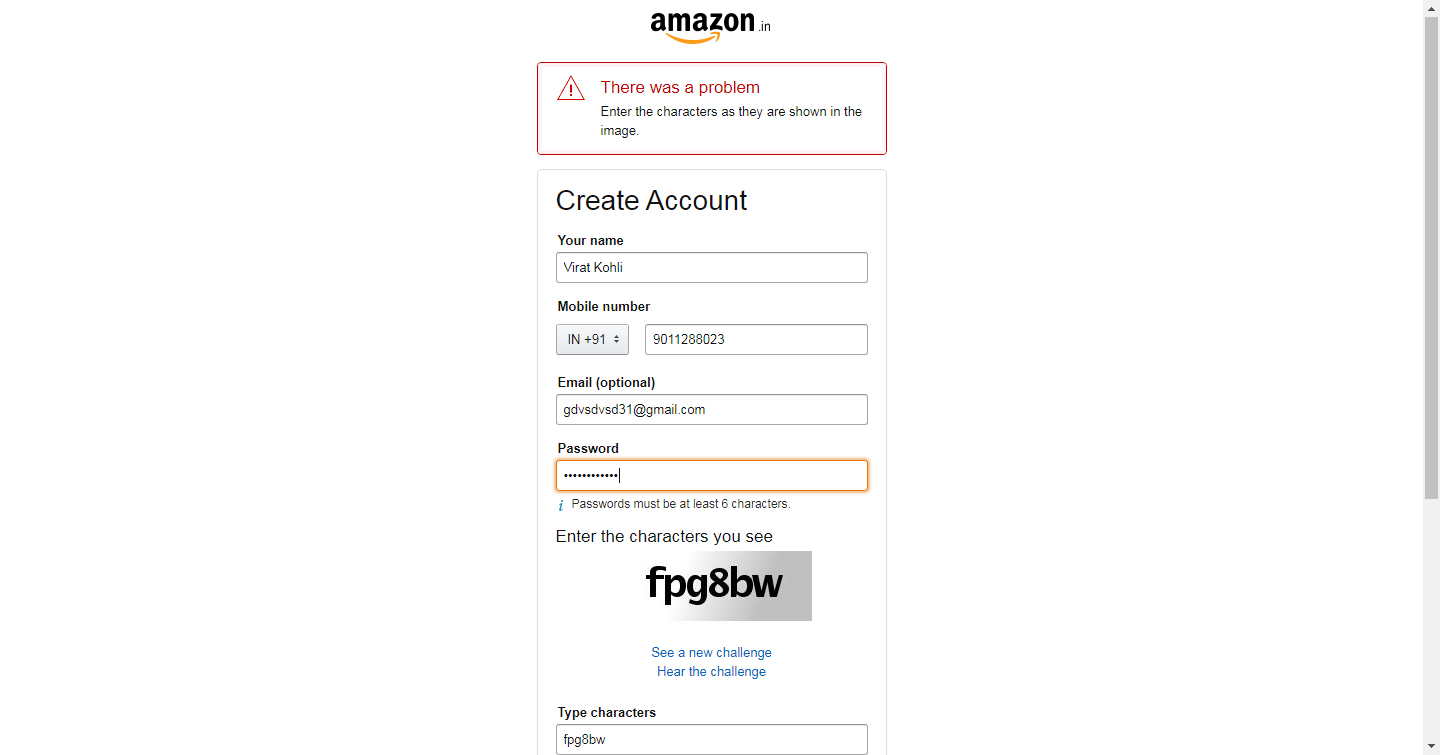 amazon.in
There was a problem
Enter the characters as they are shown in the
image.
Create Account
Your name
Virat Kohli
Mobile number
IN +91
9011288023
Email (optional)
gdvsdvsd31@gmail.com
Password
••••••••••••
i Passwords must be at least 6 characters.
Enter the characters you see
fpg8bw
See a new challenge
Hear the challenge
Type characters
fpg8bw